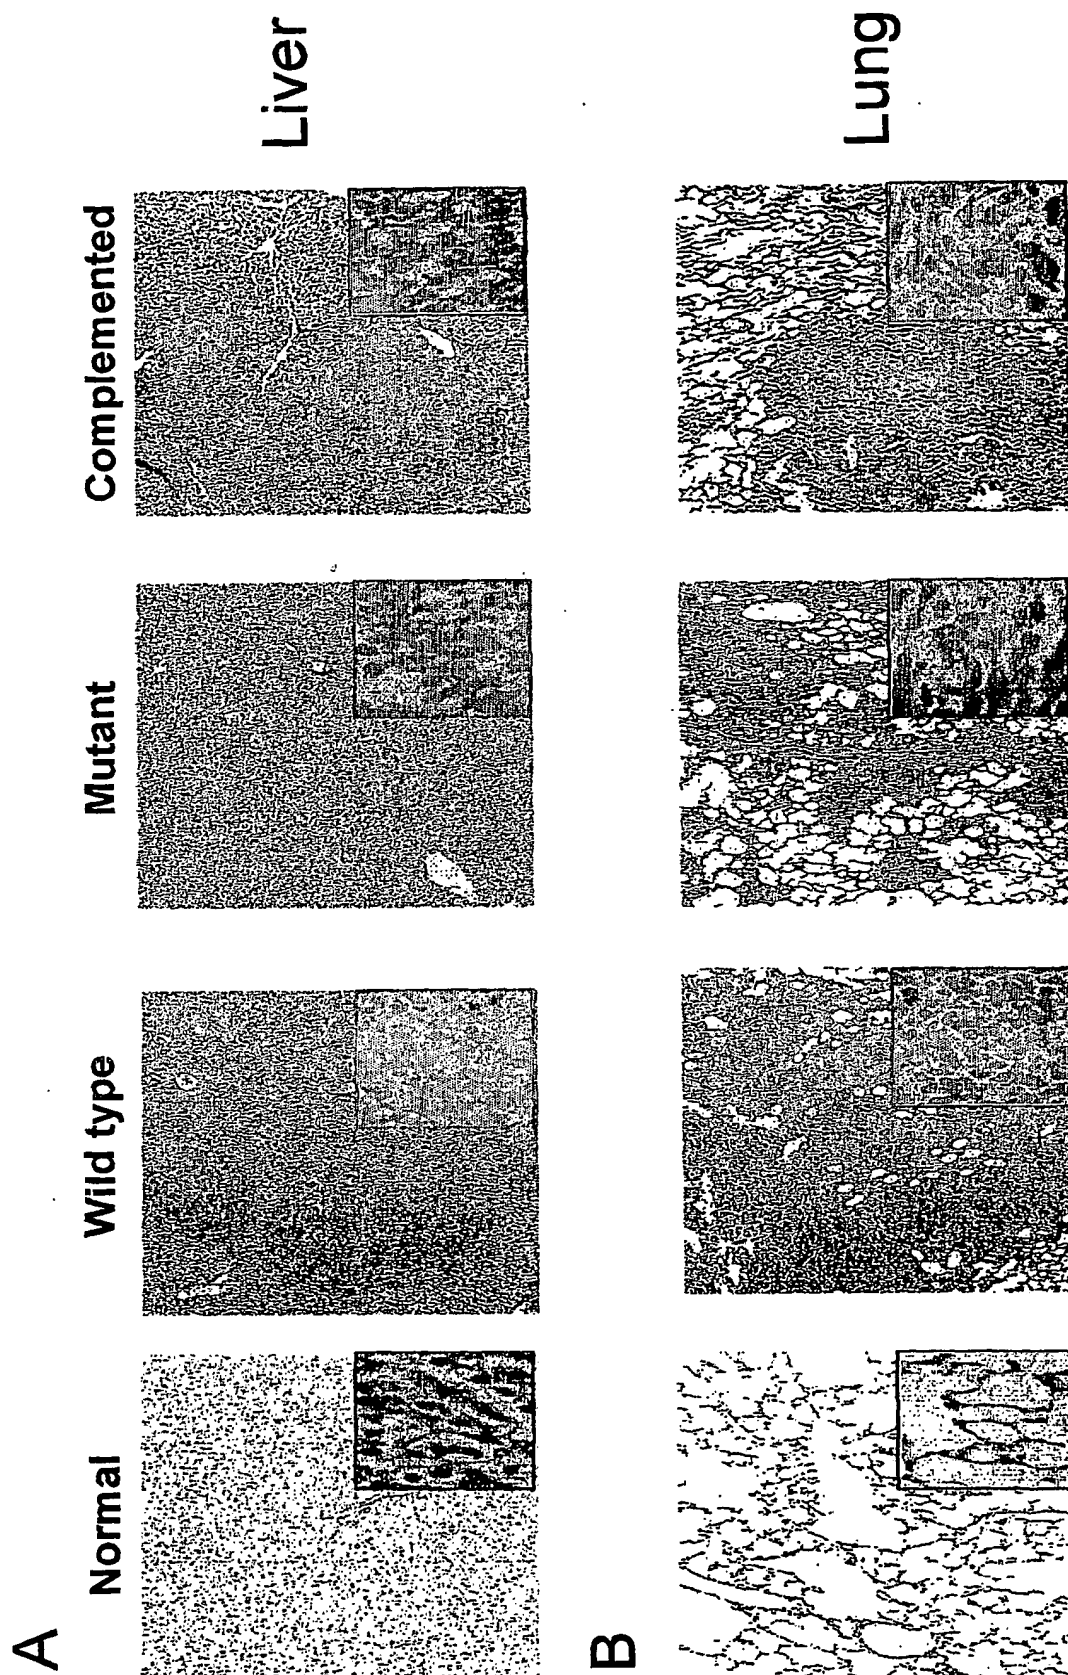 A
Normal
Wild type
Mutant
Complemented
Liver
B
Lung